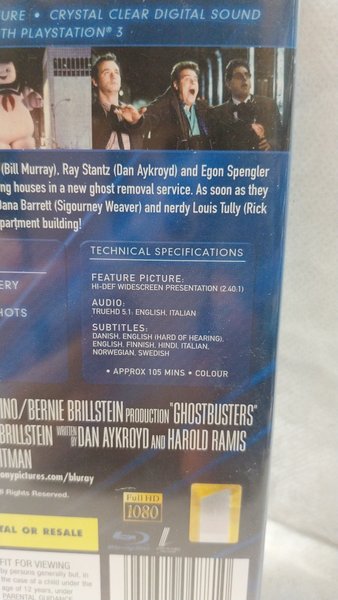 URE • CRYSTAL CLEAR DIGITAL SOUND
TH PLAYSTATION® 3
(Bill Murray), Ray Stantz (Dan Aykroyd) and Egon Spengler
ng houses in a new ghost removal service. As soon as they
Dana Barrett (Sigourney Weaver) and nerdy Louis Tully (Rick
partment building!
TECHNICAL SPECIFICATIONS
FEATURE PICTURE:
HI-DEF WIDESCREEN PRESENTATION (2.40:1)
AUDIO:
TRUEHD 5.1: ENGLISH, ITALIAN
SUBTITLES:
DANISH, ENGLISH (HARD OF HEARING),
ENGLISH, FINNISH, HINDI, ITALIAN,
NORWEGIAN, SWEDISH
• APPROX 105 MINS • COLOUR
ERY
HOTS
INO/BERNIE BRILLSTEIN PRODUCTION "GHOSTBUSTERS"
BRILLSTEIN WRITTEN BY DAN AYKROYD AND HAROLD RAMIS
ITMAN
onypictures.com/bluray
ll Rights Reserved.
Full HD
1080
TAL OR RESALE
FIT FOR VIEWING
by persons generally but, in
the case of a child under the
age of 12 years, under
PARENTAL GUIDANCE